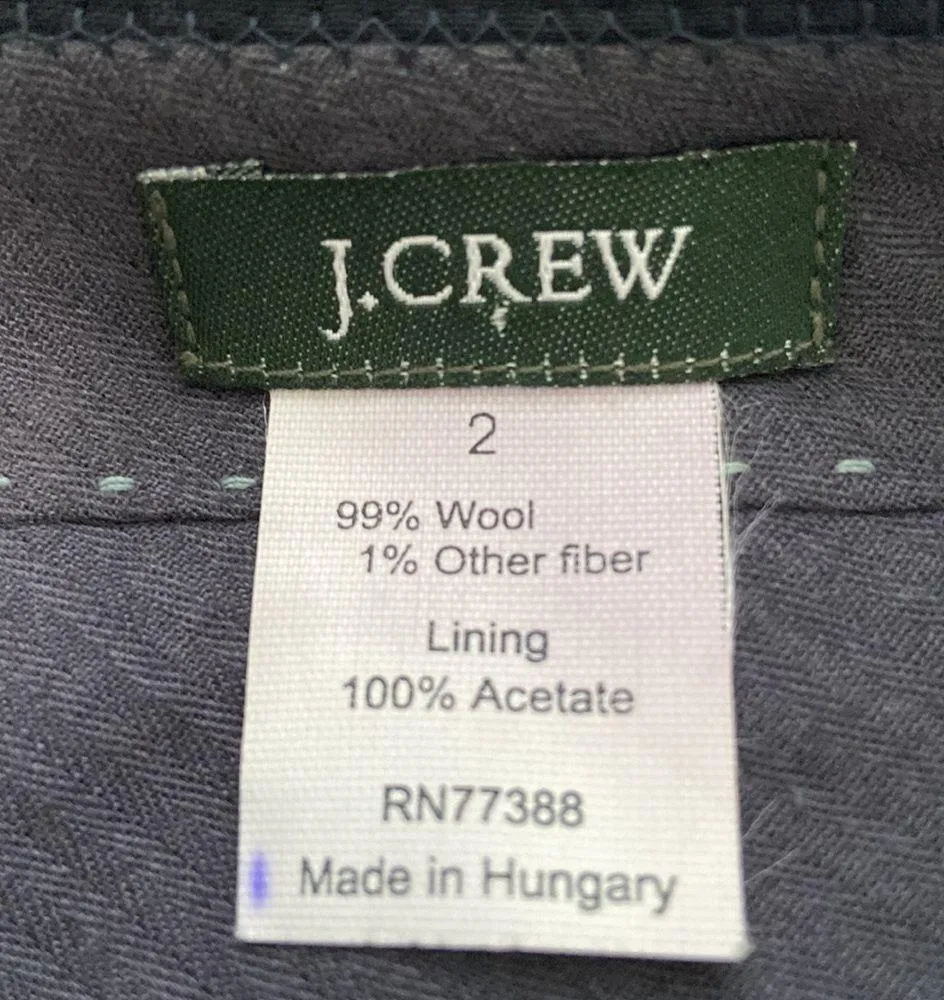 J.CREW
2
99% Wool
1% Other fiber
Lining
100% Acetate
RN77388
Made in Hungary